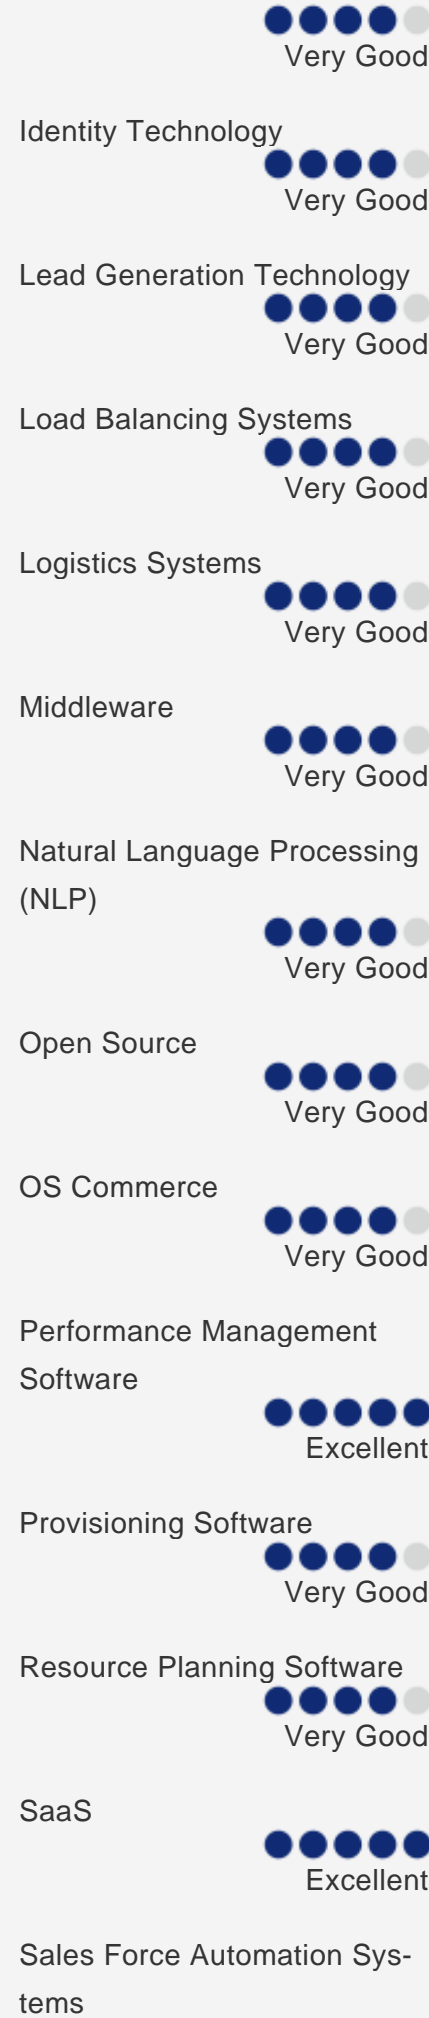 Very Good
Identity Technology
Very Good
Lead Generation Technology
Very Good
Load Balancing Systems
Very Good
Logistics Systems
Very Good
Middleware
Very Good
Natural Language Processing
(NLP)
Very Good
Open Source
Very Good
OS Commerce
Very Good
Performance Management
Software
Excellent
Provisioning Software
Very Good
Resource Planning Software
Very Good
SaaS
Excellent
Sales Force Automation Sys-
tems